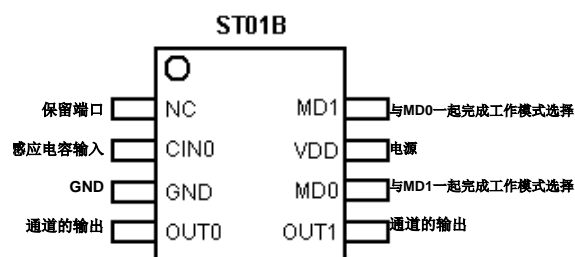 ST01B
保留端口 NC MD1 与MD0一起完成工作模式选择
感应电容输入 CIN0 VDD 电源
GND GND MD0 与MD1一起完成工作模式选择
通道的输出 OUT0 OUT1 通道的输出